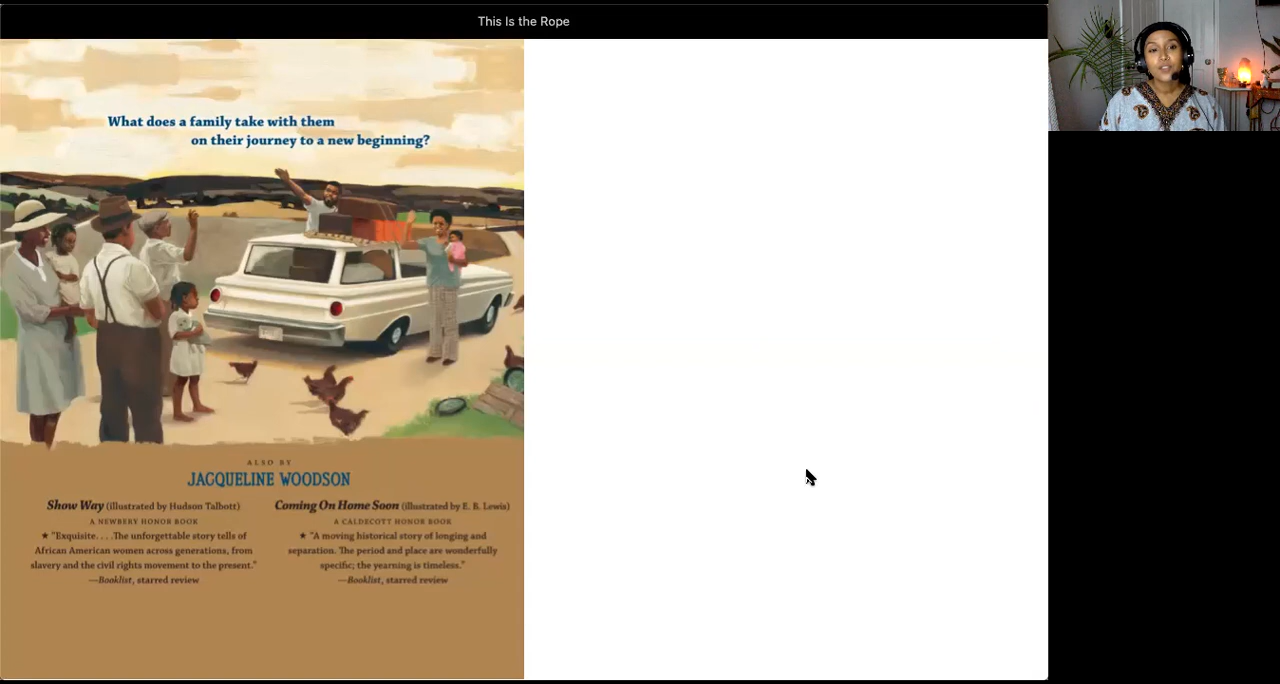 This Is the Rope
What does a family take with them
on their journey to a new beginning?
ALSO BY
JACQUELINE WOODSON
Show Way (illustrated by Hudson Talbott)
A NEWBERY HONOR BOOK
★ "Exquisite. . . .The unforgettable story tells of
African American women across generations, from
slavery and the civil rights movement to the present."
—Booklist, starred review
Coming On Home Soon (illustrated by E. B. Lewis)
A CALDECOTT HONOR BOOK
★ "A moving historical story of longing and
separation. The period and place are wonderfully
specific; the yearning is timeless."
—Booklist, starred review